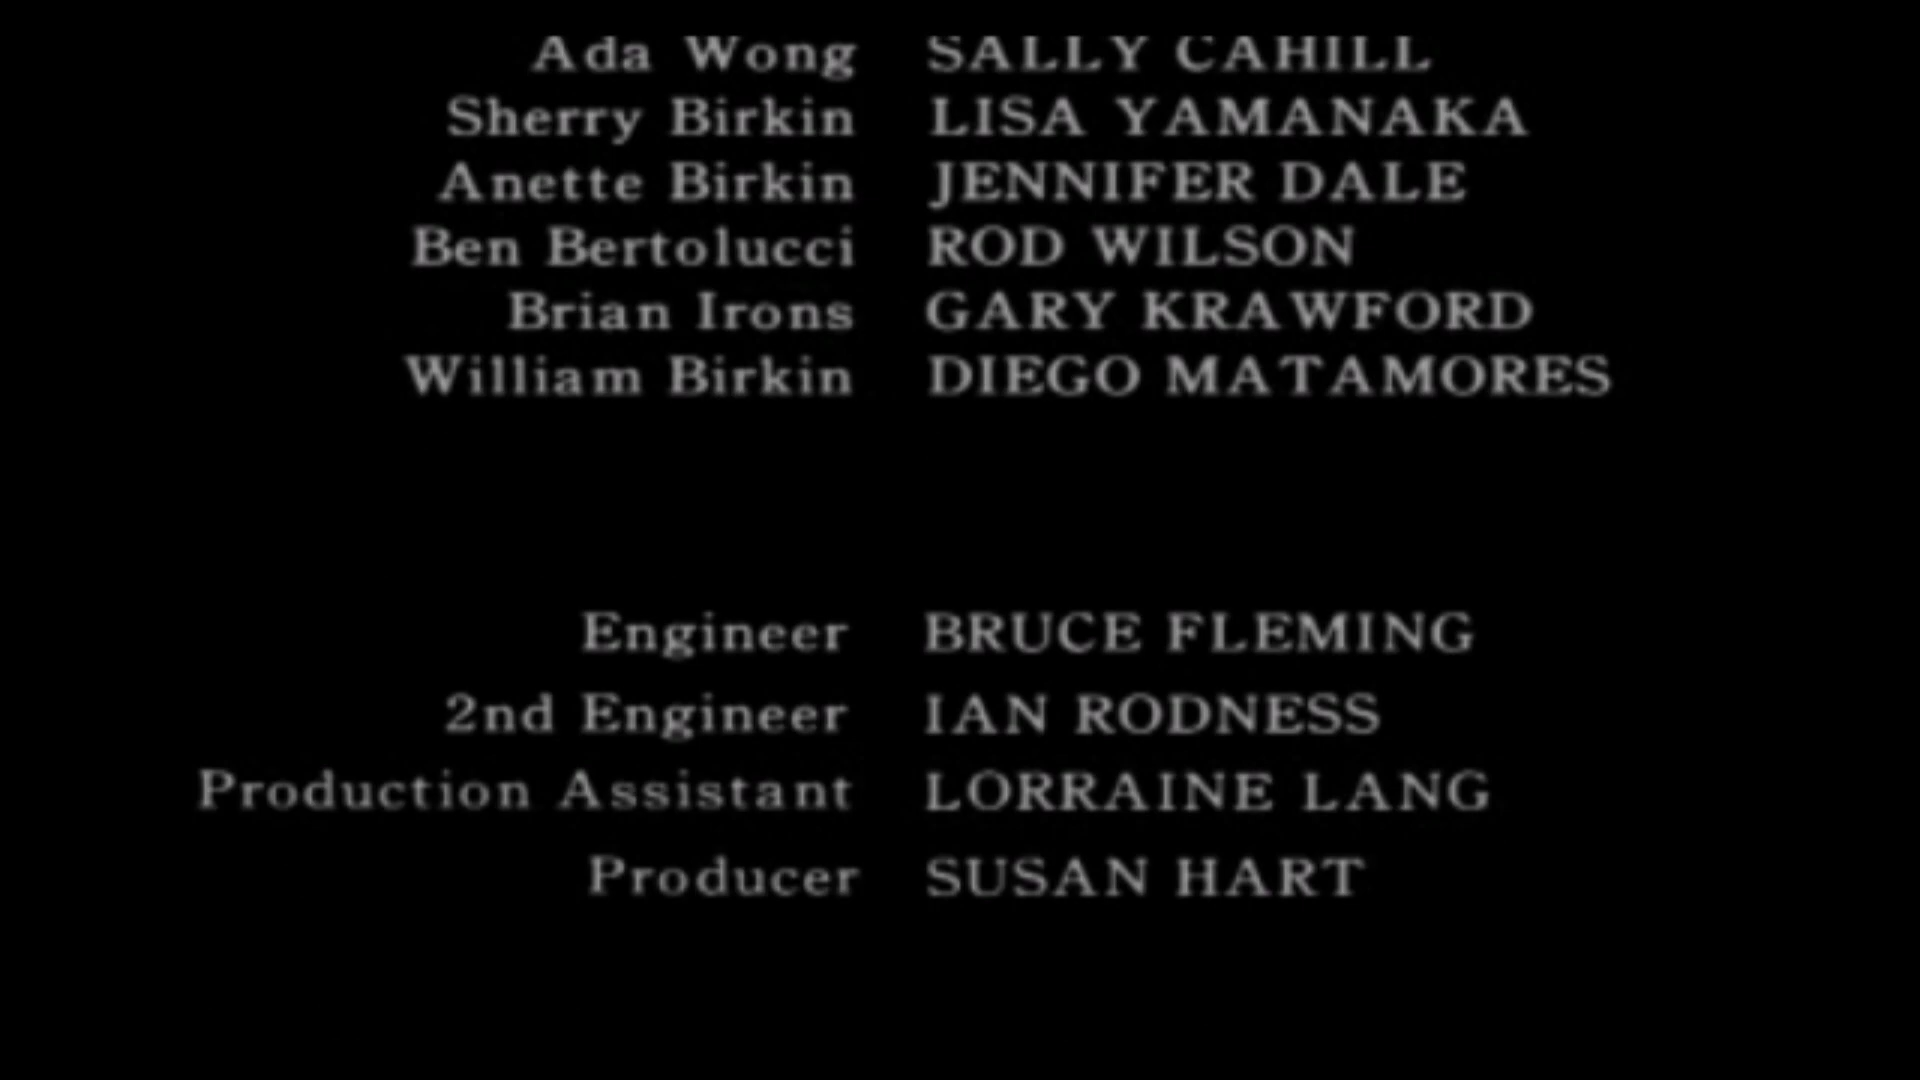 Ada Wong SALLY CAHILL
Sherry Birkin LISA YAMANAKA
Anette Birkin JENNIFER DALE
Ben Bertolucci ROD WILSON
Brian Irons GARY KRAWFORD
William Birkin DIEGO MATAMORES
Engineer BRUCE FLEMING
2nd Engineer IAN RODNESS
Production Assistant LORRAINE LANG
Producer SUSAN HART